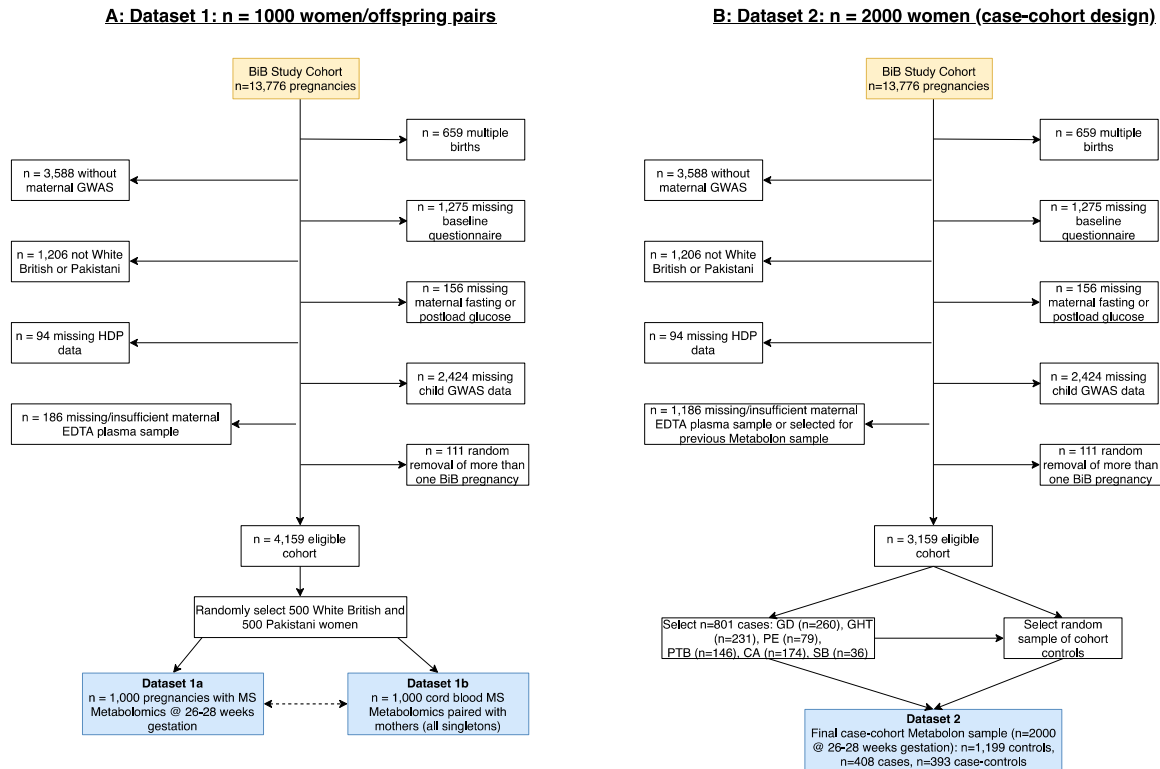 A: Dataset 1: n = 1000 women/offspring pairs
BiB Study Cohort
n=13,776 pregnancies
n = 659 multiple
births
n = 3,588 without
maternal GWAS
n = 1,275 missing
baseline
questionnaire
n = 1,206 not White
British or Pakistani
n = 156 missing
maternal fasting or
postload glucose
n = 94 missing HDP
data
n = 2,424 missing
child GWAS data
n = 186 missing/insufficient maternal
EDTA plasma sample
n = 111 random
removal of more than
one BiB pregnancy
n = 4,159 eligible
cohort
Randomly select 500 White British and
500 Pakistani women
Dataset 1a
n = 1,000 pregnancies with MS
Metabolomics @ 26-28 weeks
gestation
Dataset 1b
n = 1,000 cord blood MS
Metabolomics paired with
mothers (all singletons)
B: Dataset 2: n = 2000 women (case-cohort design)
BiB Study Cohort
n=13,776 pregnancies
n = 659 multiple
births
n = 3,588 without
maternal GWAS
n = 1,275 missing
baseline
questionnaire
n = 1,206 not White
British or Pakistani
n = 156 missing
maternal fasting or
postload glucose
n = 94 missing HDP
data
n = 2,424 missing
child GWAS data
n = 1,186 missing/insufficient maternal
EDTA plasma sample or selected for
previous Metabolon sample
n = 111 random
removal of more than
one BiB pregnancy
n = 3,159 eligible
cohort
Select n=801 cases: GD (n=260), GHT
(n=231), PE (n=79),
PTB (n=146), CA (n=174), SB (n=36)
Select random
sample of cohort
controls
Dataset 2
Final case-cohort Metabolon sample (n=2000
@ 26-28 weeks gestation): n=1,199 controls,
n=408 cases, n=393 case-controls